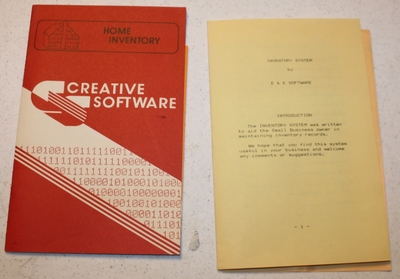 HOME
INVENTORY
CREATIVE
SOFTWARE
INVENTORY SYSTEM
by
SOFTWARE
INTRODUCTION
The INVENTORY SYSTEM was written
to aid the Small Business owner in
maintaining inventory records.
We hope that you find this system
useful in your business and welcome
any comments or suggestions.
- 1 -